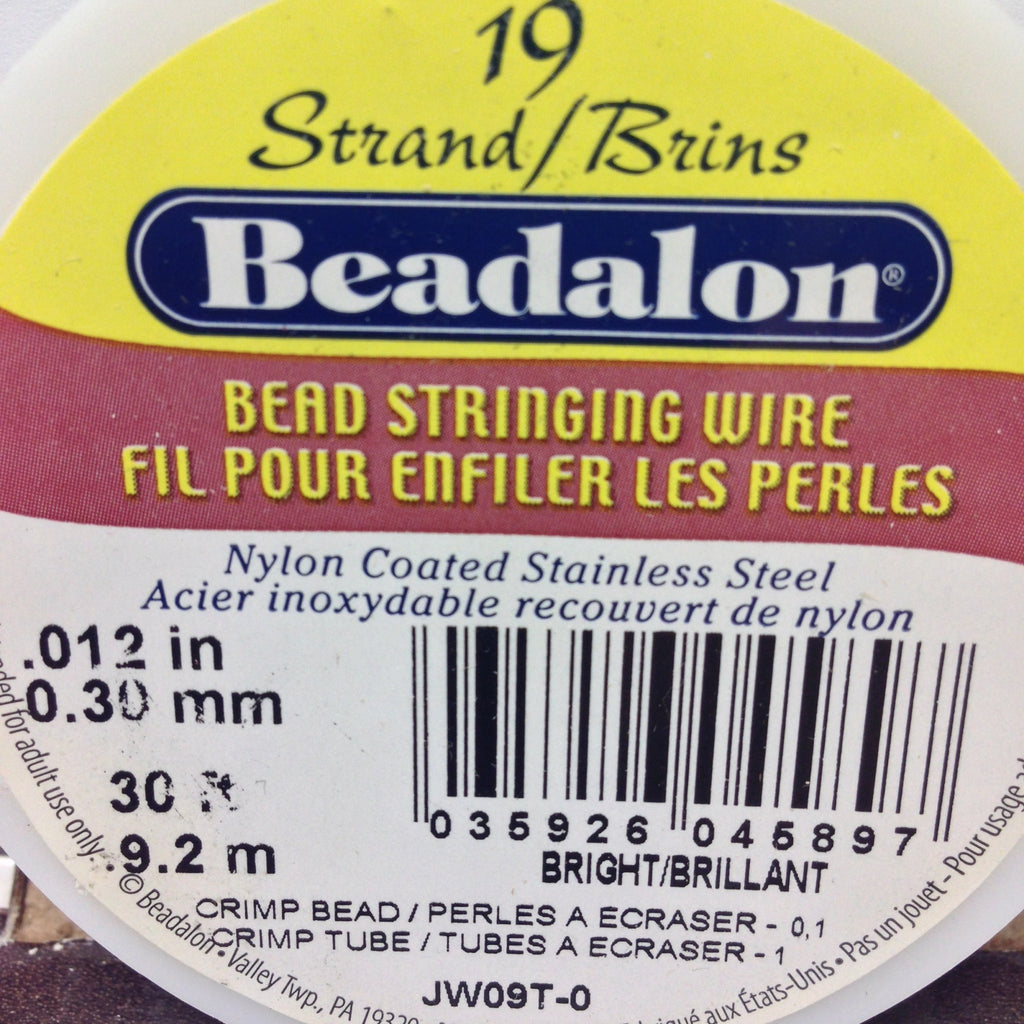 19
Strand/Brins
Beadalon®
BEAD STRINGING WIRE
FIL POUR ENFILER LES PERLES
Nylon Coated Stainless Steel
Acier inoxydable recouvert de nylon
.012 in
0.30 mm
30 ft
9.2 m
035926 045897
BRIGHT/BRILLANT
CRIMP BEAD / PERLES A ECRASER - 0,1
CRIMP TUBE / TUBES A ECRASER - 1
JW09T-0
for adult use only. © Beadalon • Valley Twp., PA 19320
aux États-Unis • Pas un jouet - Pour usage